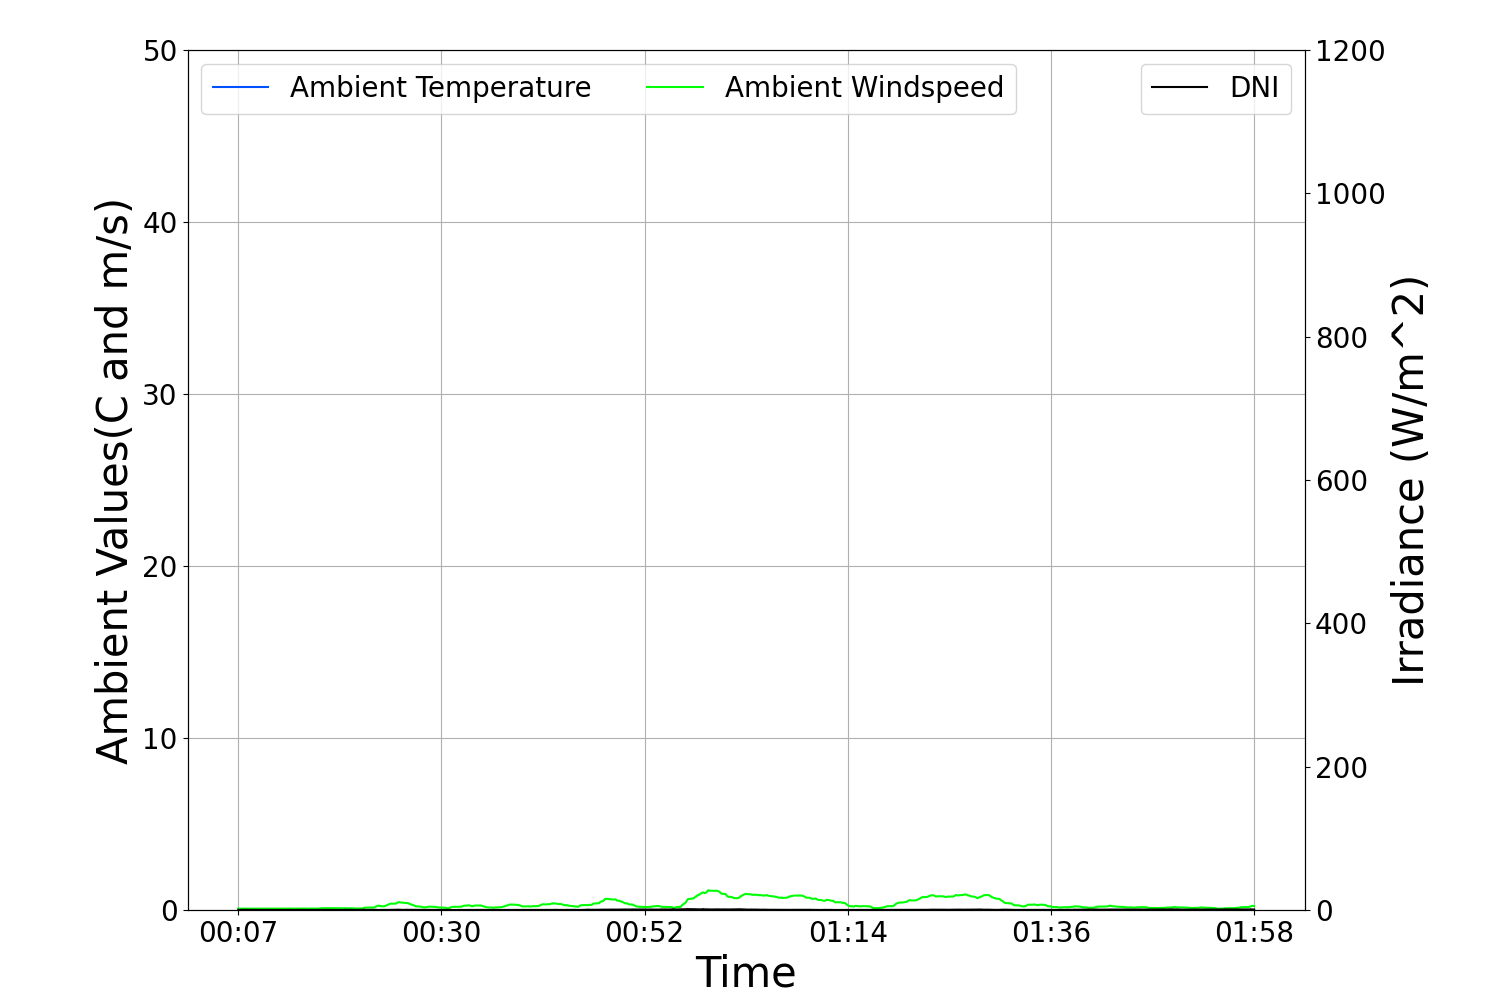 Ambient Temperature Ambient Windspeed DNI
Ambient Values(C and m/s)
50
40
30
20
10
0
1200
1000
800
600
400
200
0
Irradiance (W/m^2)
00:07 00:30 00:52 01:14 01:36 01:58
Time